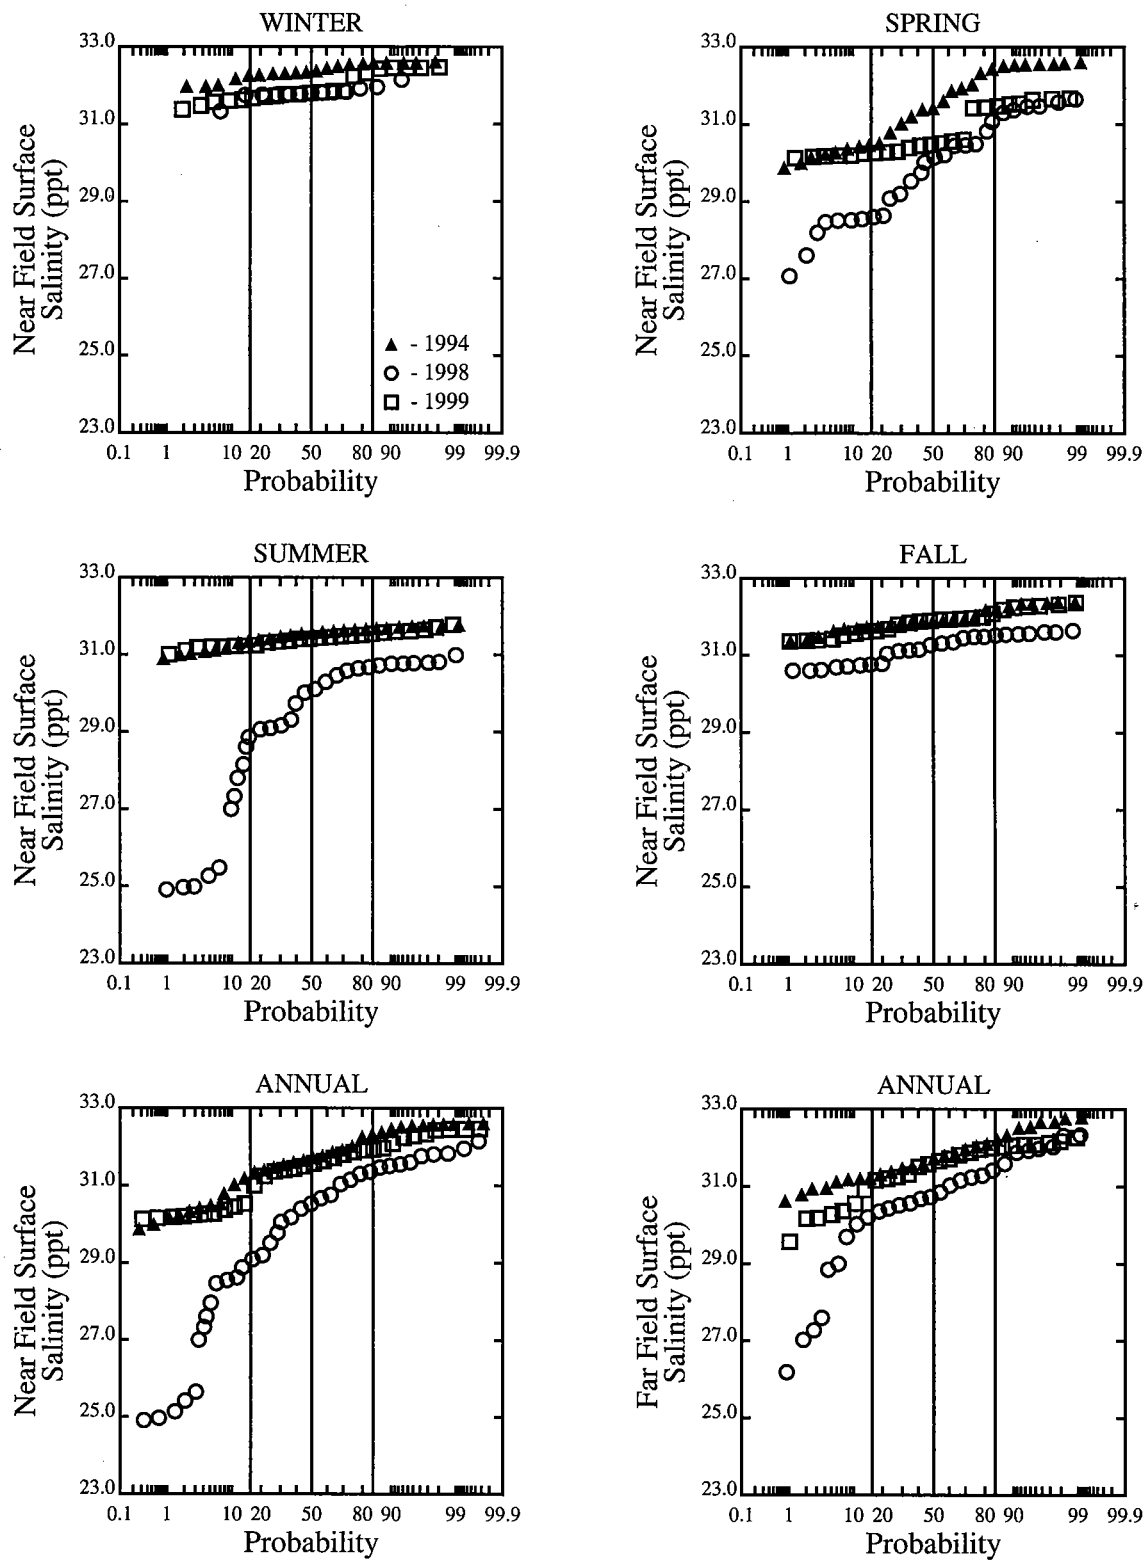 WINTER
33.0
31.0
29.0
27.0
25.0
23.0
Near Field Surface
Salinity (ppt)
▲ - 1994
○ - 1998
□ - 1999
0.1 1 10 20 50 80 90 99 99.9
Probability
SPRING
33.0
31.0
29.0
27.0
25.0
23.0
Near Field Surface
Salinity (ppt)
0.1 1 10 20 50 80 90 99 99.9
Probability
SUMMER
33.0
31.0
29.0
27.0
25.0
23.0
Near Field Surface
Salinity (ppt)
0.1 1 10 20 50 80 90 99 99.9
Probability
FALL
33.0
31.0
29.0
27.0
25.0
23.0
Near Field Surface
Salinity (ppt)
0.1 1 10 20 50 80 90 99 99.9
Probability
ANNUAL
33.0
31.0
29.0
27.0
25.0
23.0
Near Field Surface
Salinity (ppt)
0.1 1 10 20 50 80 90 99 99.9
Probability
ANNUAL
33.0
31.0
29.0
27.0
25.0
23.0
Far Field Surface
Salinity (ppt)
0.1 1 10 20 50 80 90 99 99.9
Probability